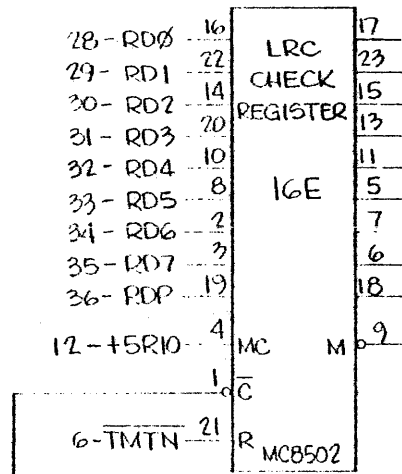 28-RDØ 16 LRC 17
29-RD1 22 CHECK 23
30-RD2 14 REGISTER 15
31-RD3 20 13
32-RD4 10 11
33-RD5 8 16E 5
34-RD6 2 7
35-RD7 3 6
36-RDP 19 18
12-+5R10 4 MC M 9
1 C̅
6-T̅M̅T̅N̅ 21 R MC8502